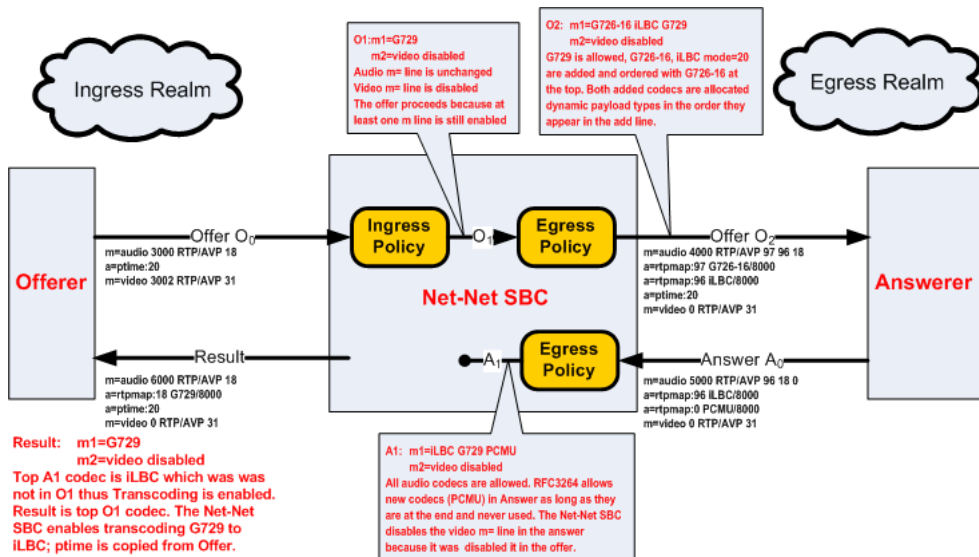 Ingress Realm
O1:m1=G729
m2=video disabled
Audio m= line is unchanged
Video m= line is disabled
The offer proceeds because at
least one m line is still enabled
O2: m1=G726-16 iLBC G729
m2=video disabled
G729 is allowed, G726-16, iLBC mode=20
are added and ordered with G726-16 at
the top. Both added codecs are allocated
dynamic payload types in the order they
appear in the add line.
Egress Realm
Offerer
Offer O0
m=audio 3000 RTP/AVP 18
a=ptime:20
m=video 3002 RTP/AVP 31
Ingress
Policy
O1
Egress
Policy
Net-Net SBC
Offer O2
m=audio 4000 RTP/AVP 97 96 18
a=rtpmap:97 G726-16/8000
a=rtpmap:96 iLBC/8000
a=ptime:20
m=video 0 RTP/AVP 31
Answerer
Result
m=audio 6000 RTP/AVP 18
a=rtpmap:18 G729/8000
a=ptime:20
m=video 0 RTP/AVP 31
A1
Egress
Policy
Answer A0
m=audio 5000 RTP/AVP 96 18 0
a=rtpmap:96 iLBC/8000
a=rtpmap:0 PCMU/8000
m=video 0 RTP/AVP 31
Result: m1=G729
m2=video disabled
Top A1 codec is iLBC which was was
not in O1 thus Transcoding is enabled.
Result is top O1 codec. The Net-Net
SBC enables transcoding G729 to
iLBC; ptime is copied from Offer.
A1: m1=iLBC G729 PCMU
m2=video disabled
All audio codecs are allowed. RFC3264 allows
new codecs (PCMU) in Answer as long as they
are at the end and never used. The Net-Net SBC
disables the video m= line in the answer
because it was disabled it in the offer.